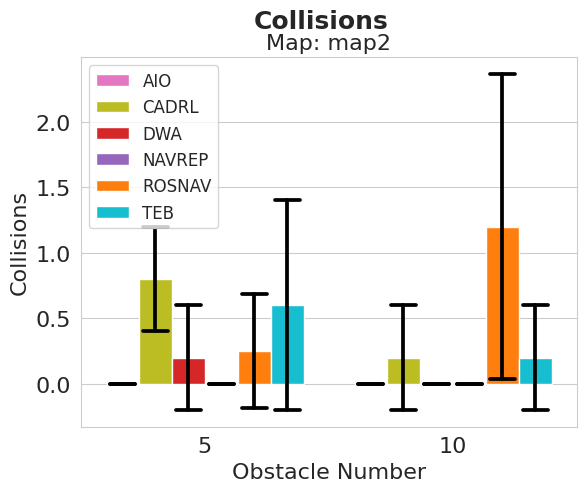 Collisions
Map: map2
AIO
CADRL
DWA
NAVREP
ROSNAV
TEB
2.0
1.5
1.0
0.5
0.0
Collisions
5
10
Obstacle Number